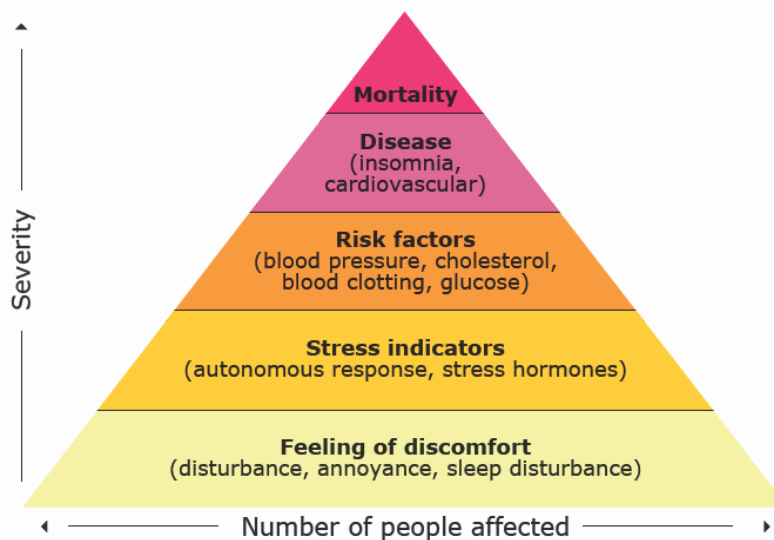 Mortality
Disease
(insomnia,
cardiovascular)
Risk factors
(blood pressure, cholesterol,
blood clotting, glucose)
Stress indicators
(autonomous response, stress hormones)
Feeling of discomfort
(disturbance, annoyance, sleep disturbance)
Severity
Number of people affected